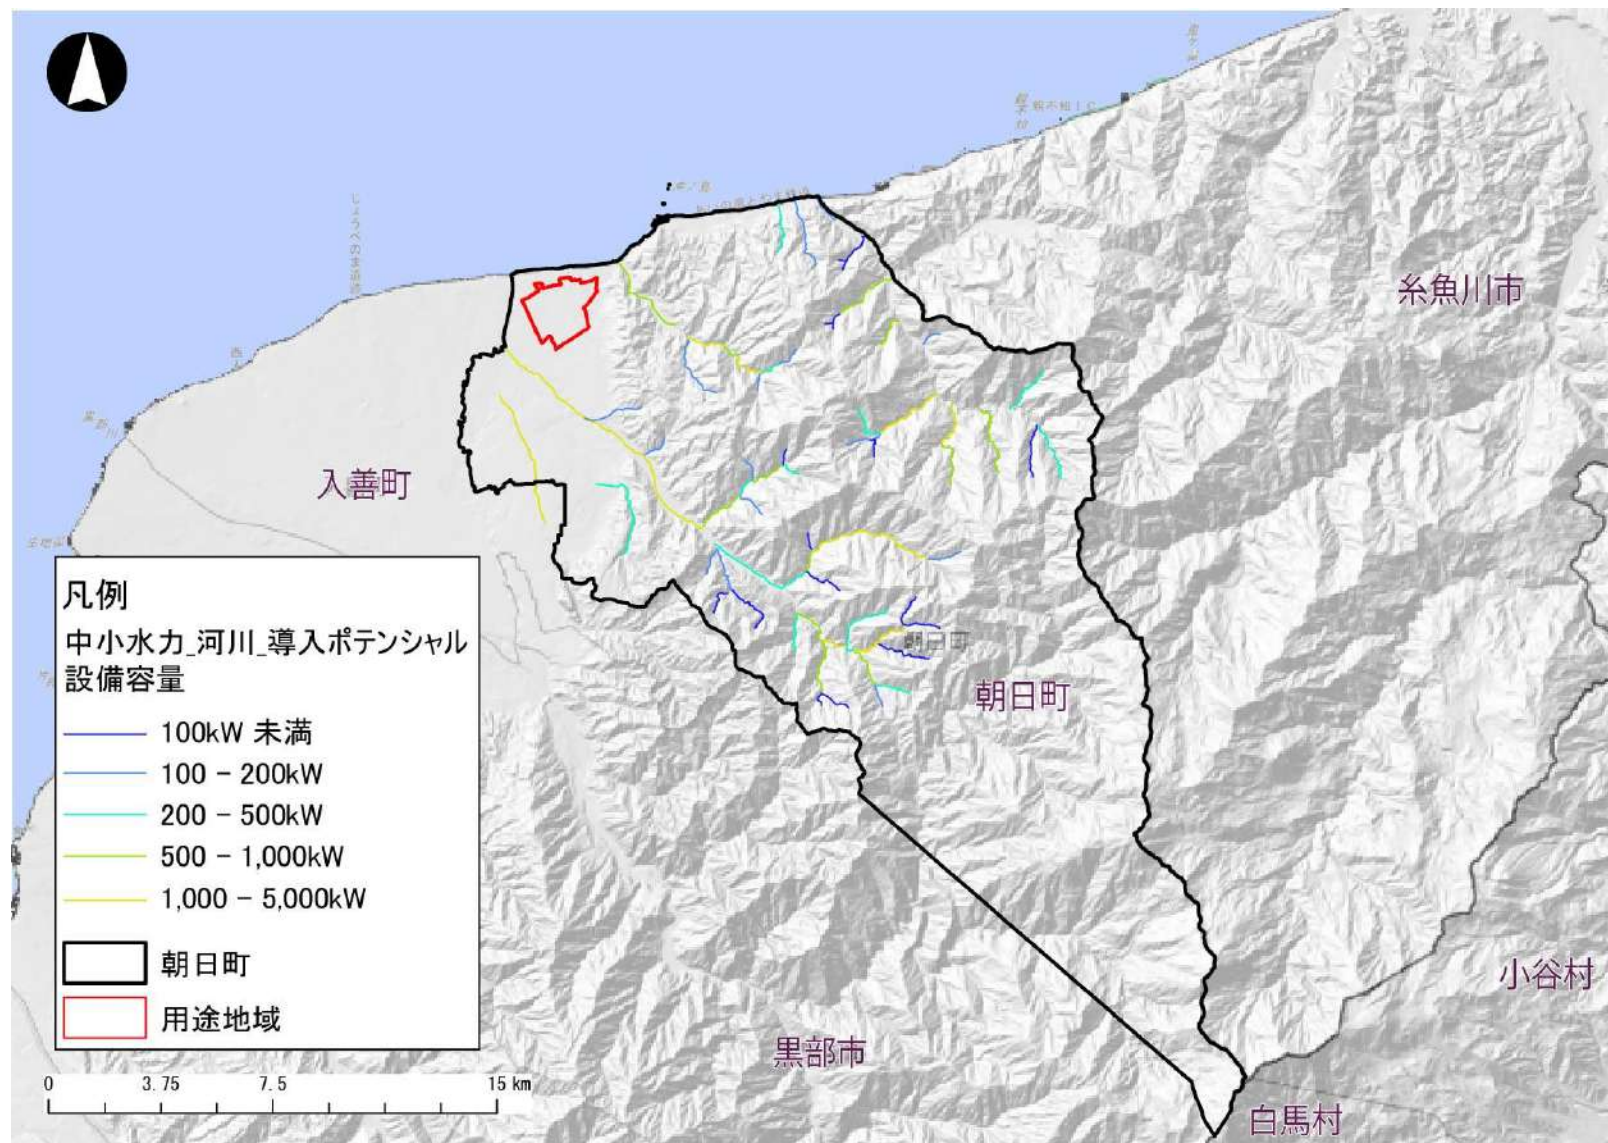 糸魚川市
入善町
朝日町
朝日町
小谷村
黒部市
白馬村
凡例
中小水力_河川_導入ポテンシャル
設備容量
100kW 未満
100 - 200kW
200 - 500kW
500 - 1,000kW
1,000 - 5,000kW
朝日町
用途地域
0 3.75 7.5 15 km